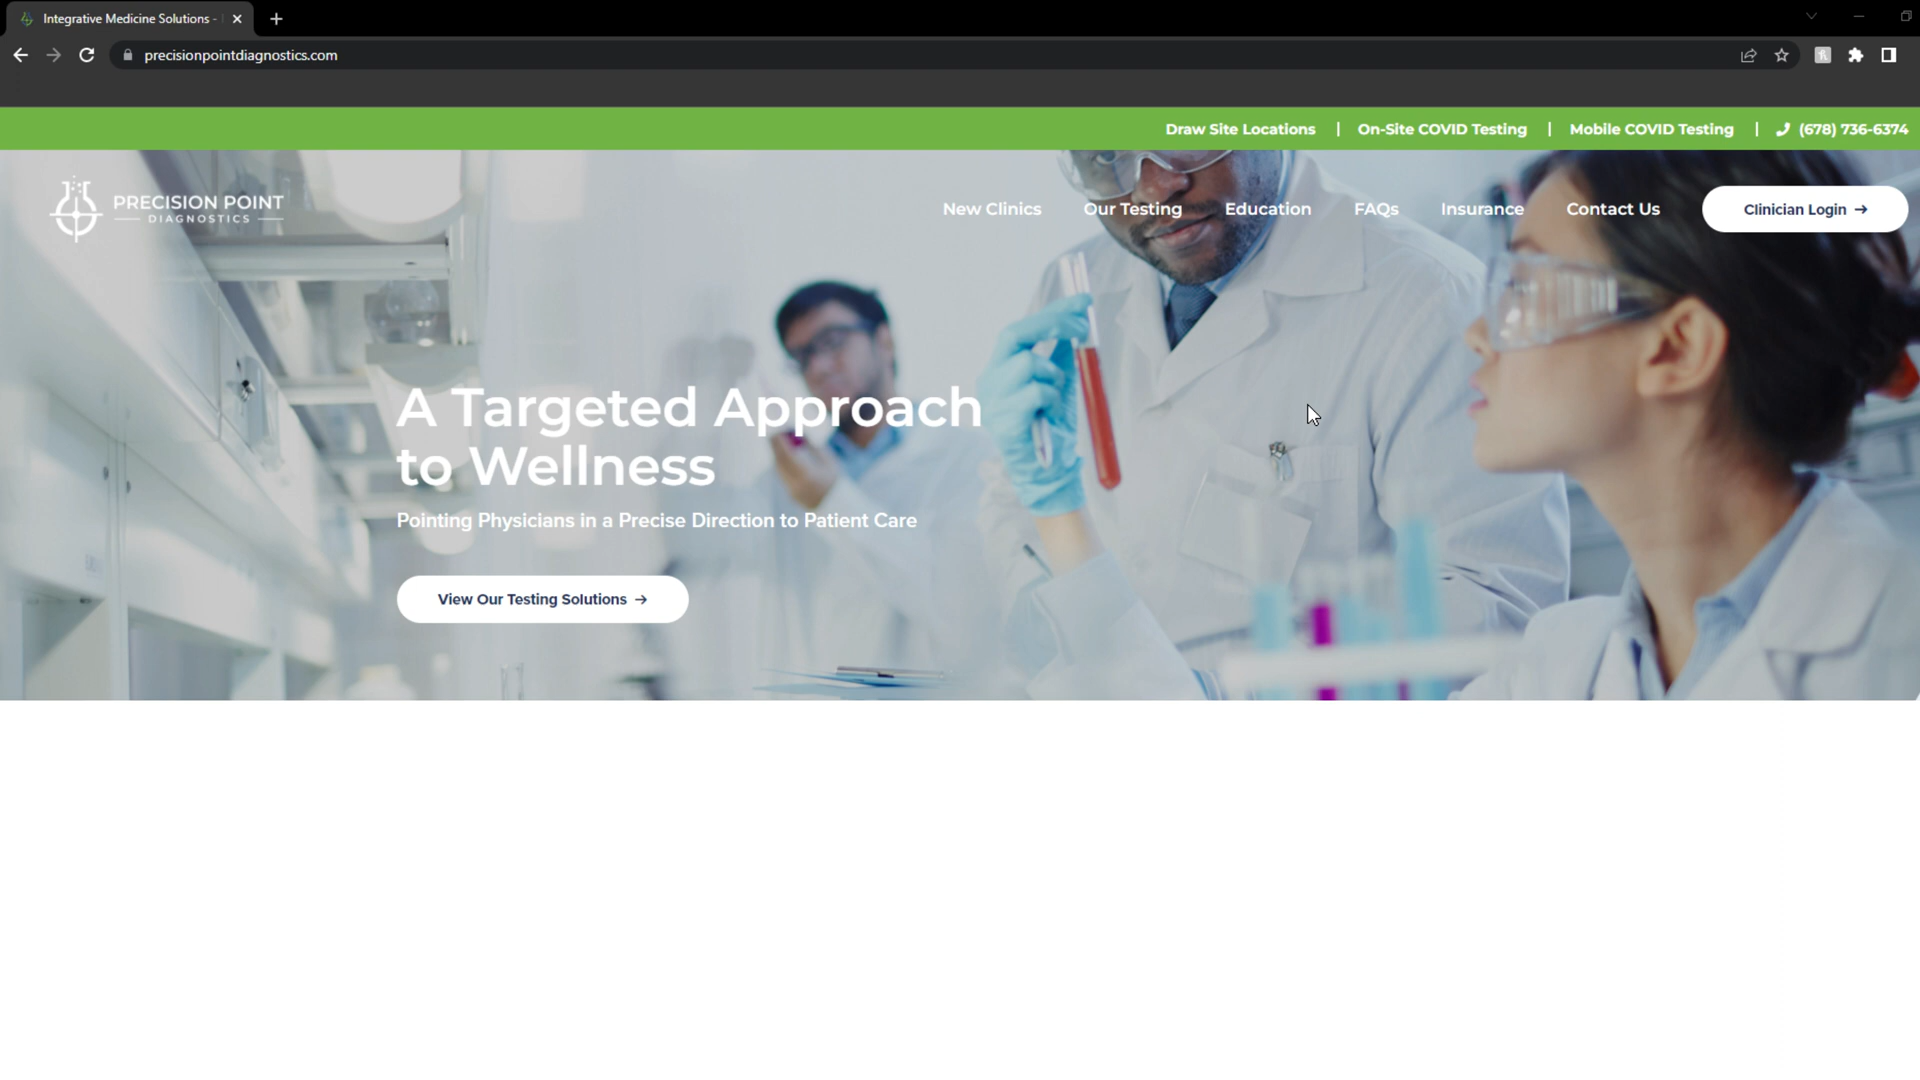 Integrative Medicine Solutions -
precisionpointdiagnostics.com
Draw Site Locations | On-Site COVID Testing | Mobile COVID Testing | (678) 736-6374
PRECISION POINT
DIAGNOSTICS
New Clinics Our Testing Education FAQs Insurance Contact Us Clinician Login →
A Targeted Approach
to Wellness
Pointing Physicians in a Precise Direction to Patient Care
View Our Testing Solutions →